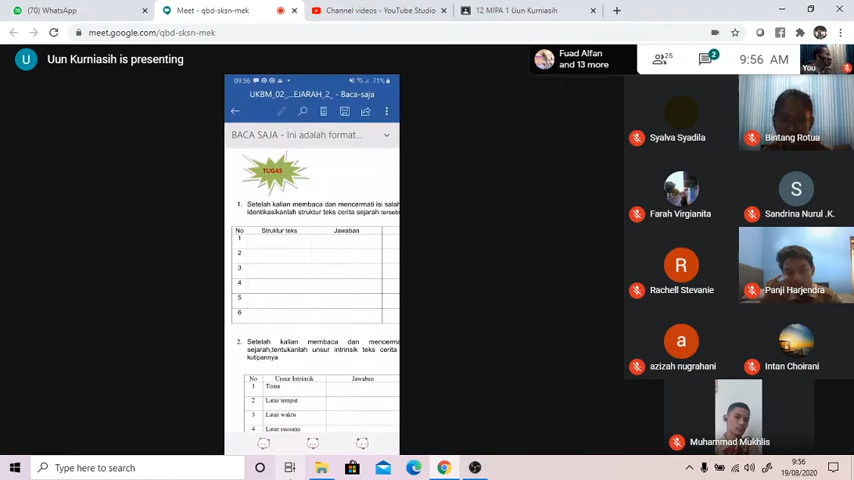 (70) WhatsApp
Meet - qbd-sksn-mek
Channel videos - YouTube Studio
12 MIPA 1 Uun Kurniasih
meet.google.com/qbd-sksn-mek
U
Uun Kurniasih is presenting
Fuad Alfan
and 13 more
25
2
9:56 AM
You
09:56
71%
UKBM_02_...EJARAH_2_ - Baca-saja
BACA SAJA - Ini adalah format...
TUGAS
1. Setelah kalian membaca dan mencermati isi salah
identikasikanlah struktur teks cerita sejarah tersebu
No Struktur teks Jawaban
1
2
3
4
5
6
2. Setelah kalian membaca dan mencerma
sejarah,tentukanlah unsur intrinsik teks cerita
kutipannya
No Unsur Intrinsik Jawaban
1 Tema
2 Latar tempat
3 Latar waktu
4 Latar suasana
Syalva Syadila
Bintang Rotua
Farah Virgianita
S
Sandrina Nurul .K.
R
Rachell Stevanie
Panji Harjendra
a
azizah nugrahani
Intan Choirani
Muhammad Mukhlis
Type here to search
9:56
19/08/2020